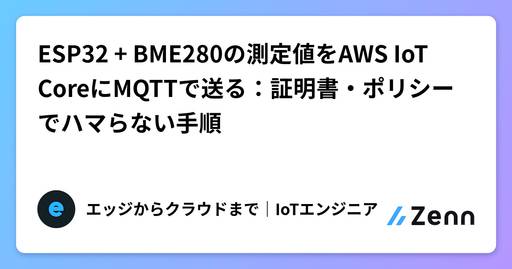 ESP32 + BME280の測定値をAWS IoT
CoreにMQTTで送る：証明書・ポリシー
でハマらない手順
e
エッジからクラウドまで｜IoTエンジニア
Zenn